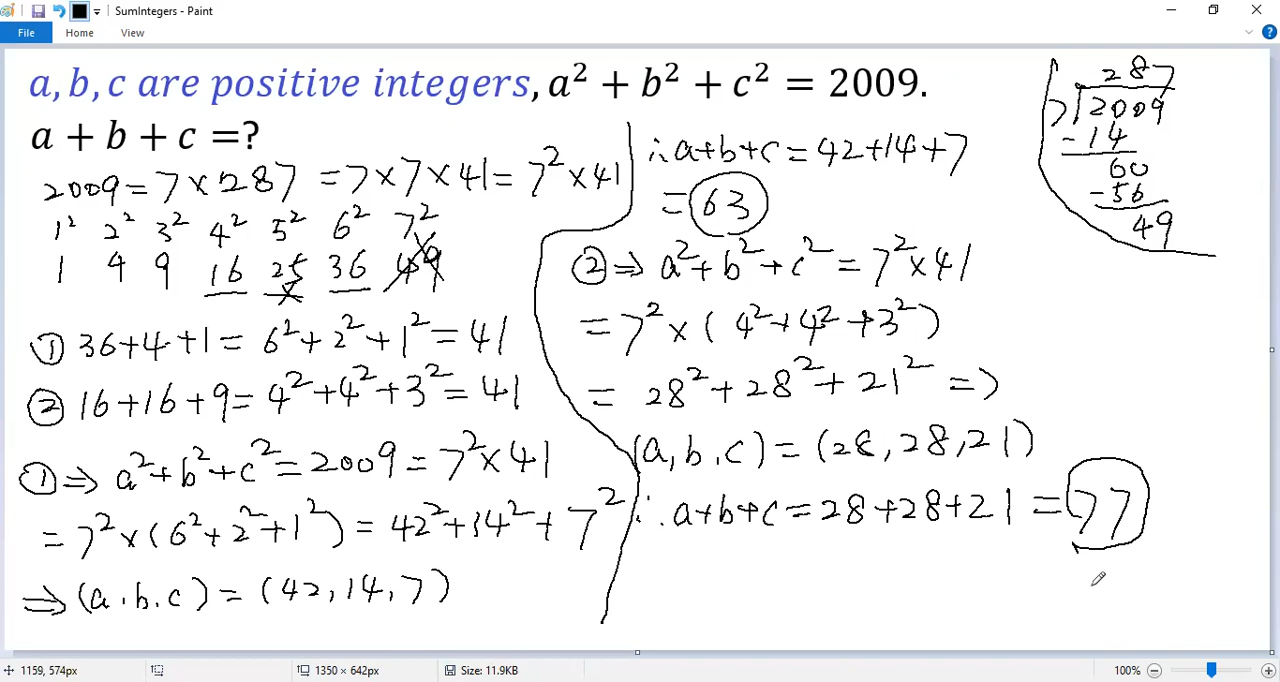 SumIntegers - Paint
File Home View
a, b, c are positive integers, a² + b² + c² = 2009.
a + b + c =?
2009 = 7 × 287 = 7 × 7 × 41 = 7² × 41
1² 2² 3² 4² 5² 6² 7²
1 4 9 16 25 36 49
① 36+4+1 = 6²+2²+1² = 41
② 16+16+9 = 4²+4²+3² = 41
① ⇒ a²+b²+c² = 2009 = 7²×41
= 7² × (6²+2²+1²) = 42²+14²+7²
⇒ (a.b.c) = (42,14,7)
∴ a+b+c = 42+14+7
= 63
② ⇒ a²+b²+c² = 7²×41
= 7² × (4²+4²+3²)
= 28²+28²+21² =>
(a,b.c) = (28,28,21)
∴ a+b+c = 28+28+21 = 77
287
7)2009
-14
60
-56
49
1159, 574px
1350 × 642px
Size: 11.9KB
100%